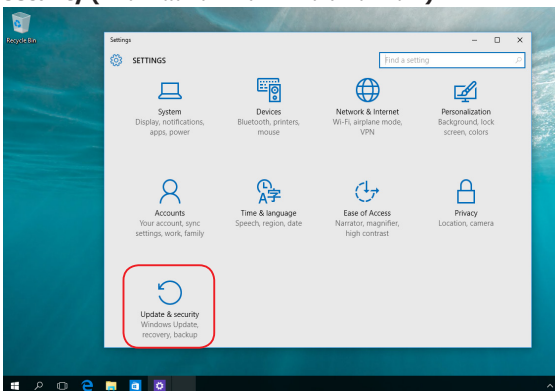 Recycle Bin
Settings
SETTINGS
Find a setting
System
Display, notifications,
apps, power
Devices
Bluetooth, printers,
mouse
Network & Internet
Wi-Fi, airplane mode,
VPN
Personalization
Background, lock
screen, colors
Accounts
Your account, sync
settings, work, family
Time & language
Speech, region, date
Ease of Access
Narrator, magnifier,
high contrast
Privacy
Location, camera
Update & security
Windows Update,
recovery, backup